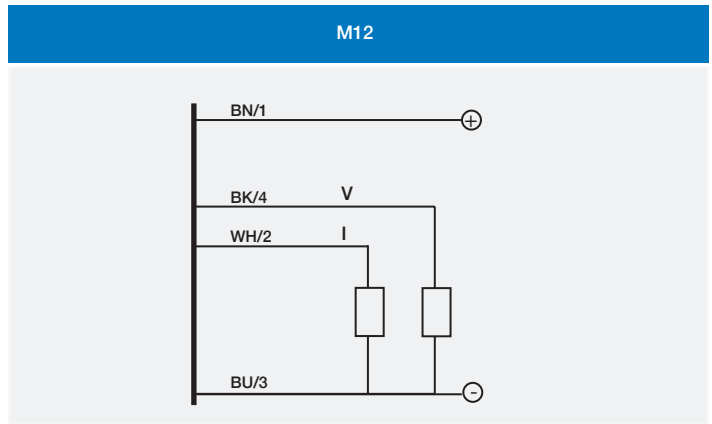 M12
BN/1
+
BK/4 V
WH/2 I
BU/3
-